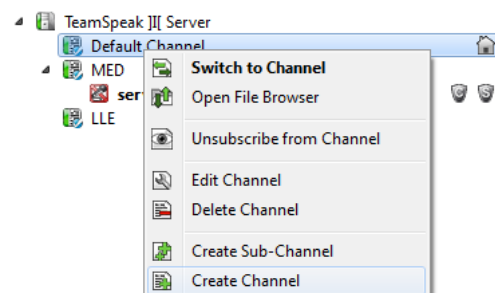 TeamSpeak ]I[ Server
Default Channel
MED
Switch to Channel
ser
Open File Browser
LLE
Unsubscribe from Channel
Edit Channel
Delete Channel
Create Sub-Channel
Create Channel